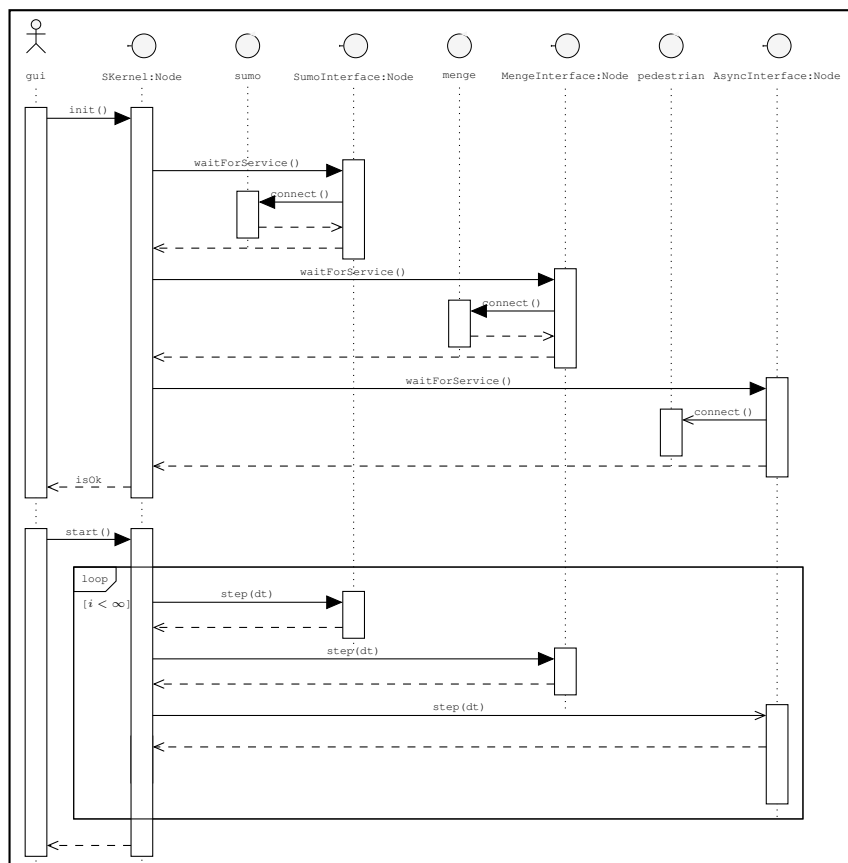 gui
SKernel:Node
sumo
SumoInterface:Node
menge
MengeInterface:Node
pedestrian
AsyncInterface:Node
init()
waitForService()
connect()
waitForService()
connect()
waitForService()
connect()
isOk
start()
loop
[i < ∞]
step(dt)
step(dt)
step(dt)